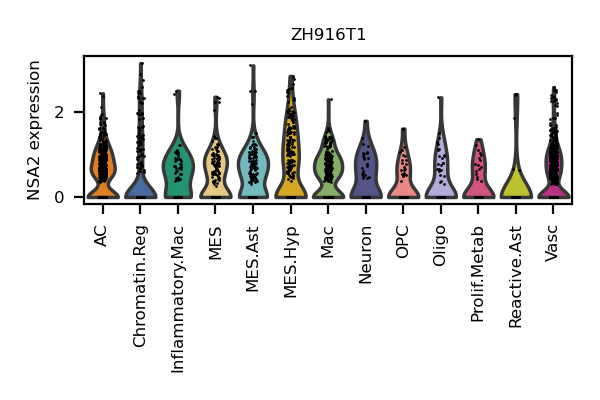 ZH916T1
NSA2 expression
2
0
AC
Chromatin.Reg
Inflammatory.Mac
MES
MES.Ast
MES.Hyp
Mac
Neuron
OPC
Oligo
Prolif.Metab
Reactive.Ast
Vasc